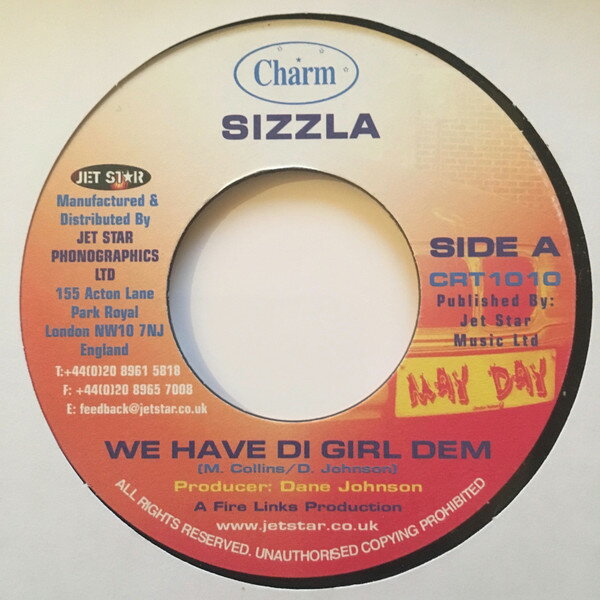 Charm
SIZZLA
JET STAR
Manufactured &
Distributed By
JET STAR
PHONOGRAPHICS
LTD
155 Acton Lane
Park Royal
London NW10 7NJ
England
T:+44(0)20 8961 5818
F: +44(0)20 8965 7008
E: feedback@jetstar.co.uk
SIDE A
CRT1010
Published By:
Jet Star
Music Ltd
MAY DAY
WE HAVE DI GIRL DEM
(M. Collins/D. Johnson)
Producer: Dane Johnson
A Fire Links Production
www.jetstar.co.uk
ALL RIGHTS RESERVED. UNAUTHORISED COPYING PROHIBITED